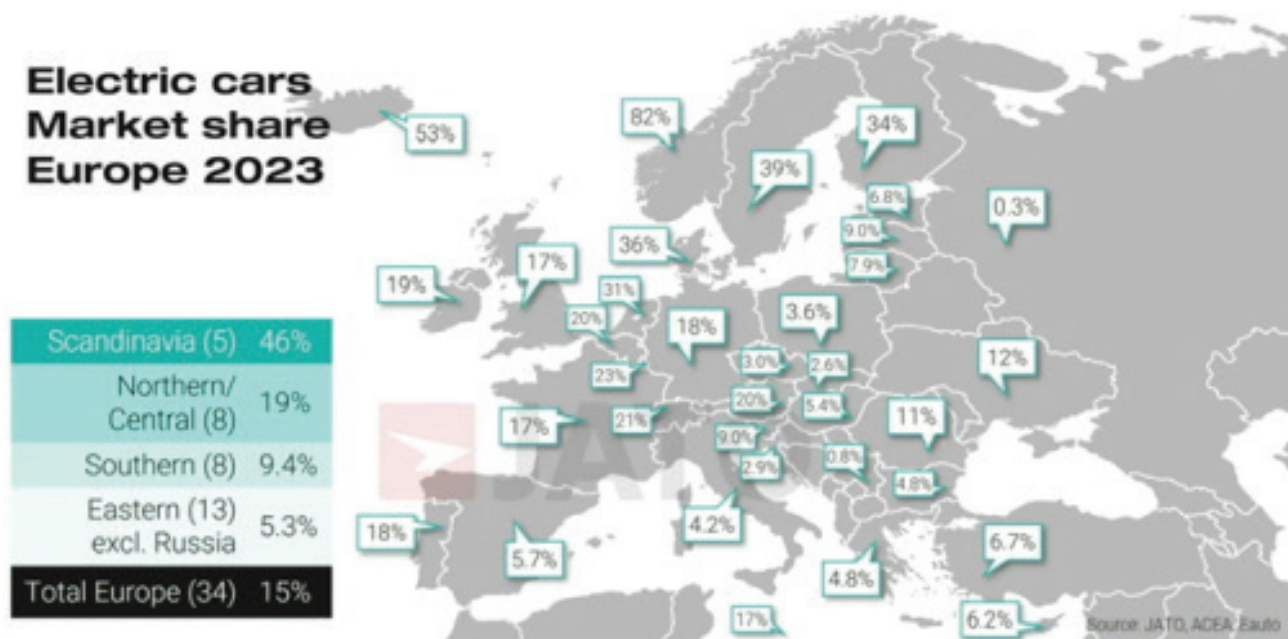 Electric cars
Market share
Europe 2023
53%
82%
34%
39%
6.8%
0.3%
9.0%
36%
17%
7.9%
19%
31%
20%
18%
3.6%
12%
3.0%
2.6%
23%
20%
5.4%
11%
17%
21%
9.0%
0.8%
2.9%
4.8%
4.2%
18%
5.7%
6.7%
4.8%
17%
6.2%
Scandinavia (5) 46%
Northern/
Central (8) 19%
Southern (8) 9.4%
Eastern (13)
excl. Russia 5.3%
Total Europe (34) 15%
JATO
Source: JATO, ACEA, Eauto